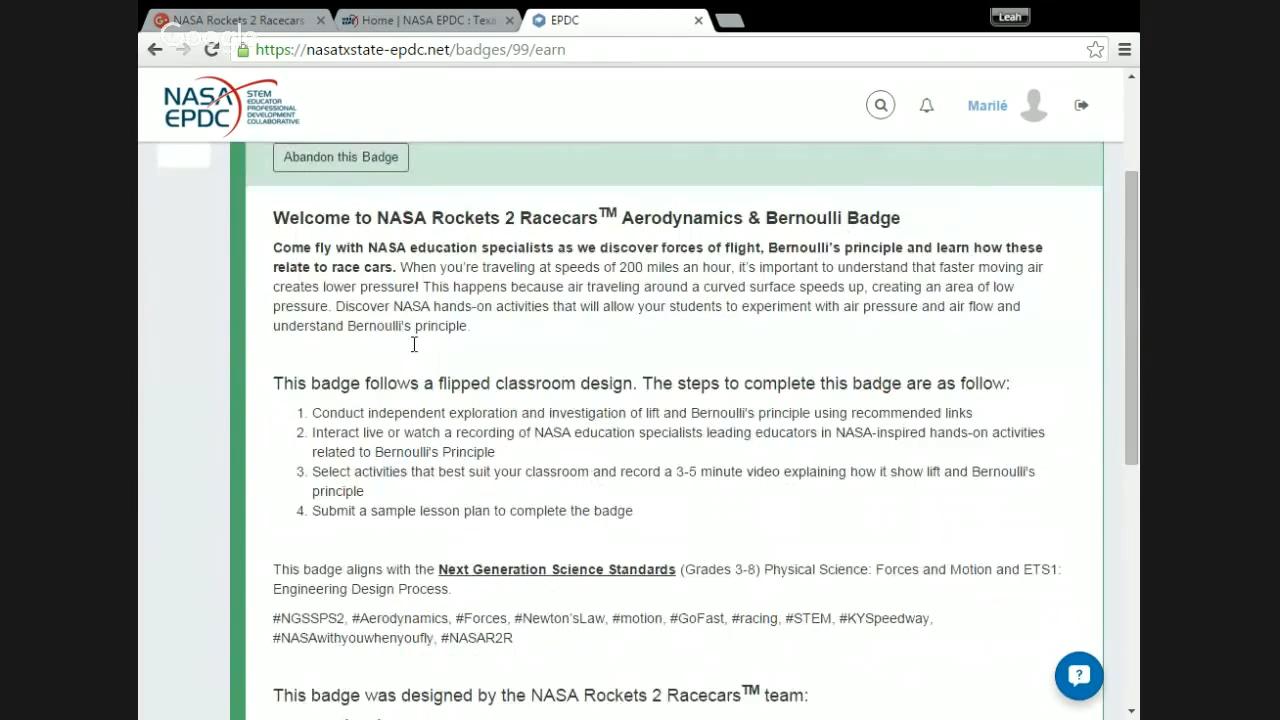 NASA Rockets 2 Racecars
Home | NASA EPDC : Texa
EPDC
Leah
Google
https://nasatxstate-epdc.net/badges/99/earn
NASA EPDC
STEM
EDUCATOR
PROFESSIONAL
DEVELOPMENT
COLLABORATIVE
Marilé
Abandon this Badge
Welcome to NASA Rockets 2 Racecars™ Aerodynamics & Bernoulli Badge
Come fly with NASA education specialists as we discover forces of flight, Bernoulli's principle and learn how these
relate to race cars. When you're traveling at speeds of 200 miles an hour, it's important to understand that faster moving air
creates lower pressure! This happens because air traveling around a curved surface speeds up, creating an area of low
pressure. Discover NASA hands-on activities that will allow your students to experiment with air pressure and air flow and
understand Bernoulli's principle.
This badge follows a flipped classroom design. The steps to complete this badge are as follow:
1. Conduct independent exploration and investigation of lift and Bernoulli's principle using recommended links
2. Interact live or watch a recording of NASA education specialists leading educators in NASA-inspired hands-on activities
related to Bernoulli's Principle
3. Select activities that best suit your classroom and record a 3-5 minute video explaining how it show lift and Bernoulli's
principle
4. Submit a sample lesson plan to complete the badge
This badge aligns with the Next Generation Science Standards (Grades 3-8) Physical Science: Forces and Motion and ETS1:
Engineering Design Process.
#NGSSPS2, #Aerodynamics, #Forces, #Newton'sLaw, #motion, #GoFast, #racing, #STEM, #KYSpeedway,
#NASAwithyouwhenyoufly, #NASAR2R
This badge was designed by the NASA Rockets 2 Racecars™ team: